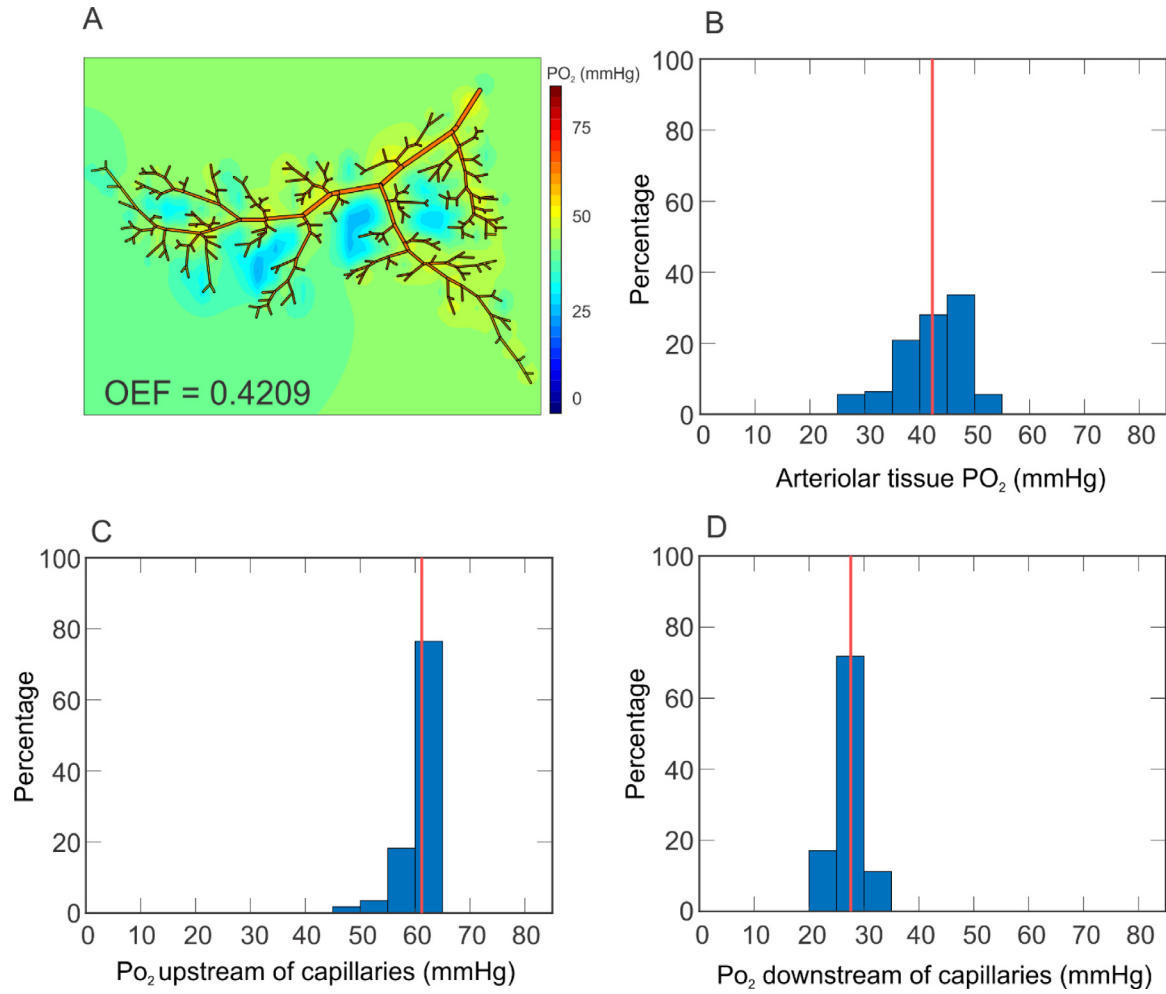 A
PO₂ (mmHg)
75
50
25
0
OEF = 0.4209
B
Percentage
100
80
60
40
20
0
0 10 20 30 40 50 60 70 80
Arteriolar tissue PO₂ (mmHg)
C
Percentage
100
80
60
40
20
0
0 10 20 30 40 50 60 70 80
Po₂ upstream of capillaries (mmHg)
D
Percentage
100
80
60
40
20
0
0 10 20 30 40 50 60 70 80
Po₂ downstream of capillaries (mmHg)